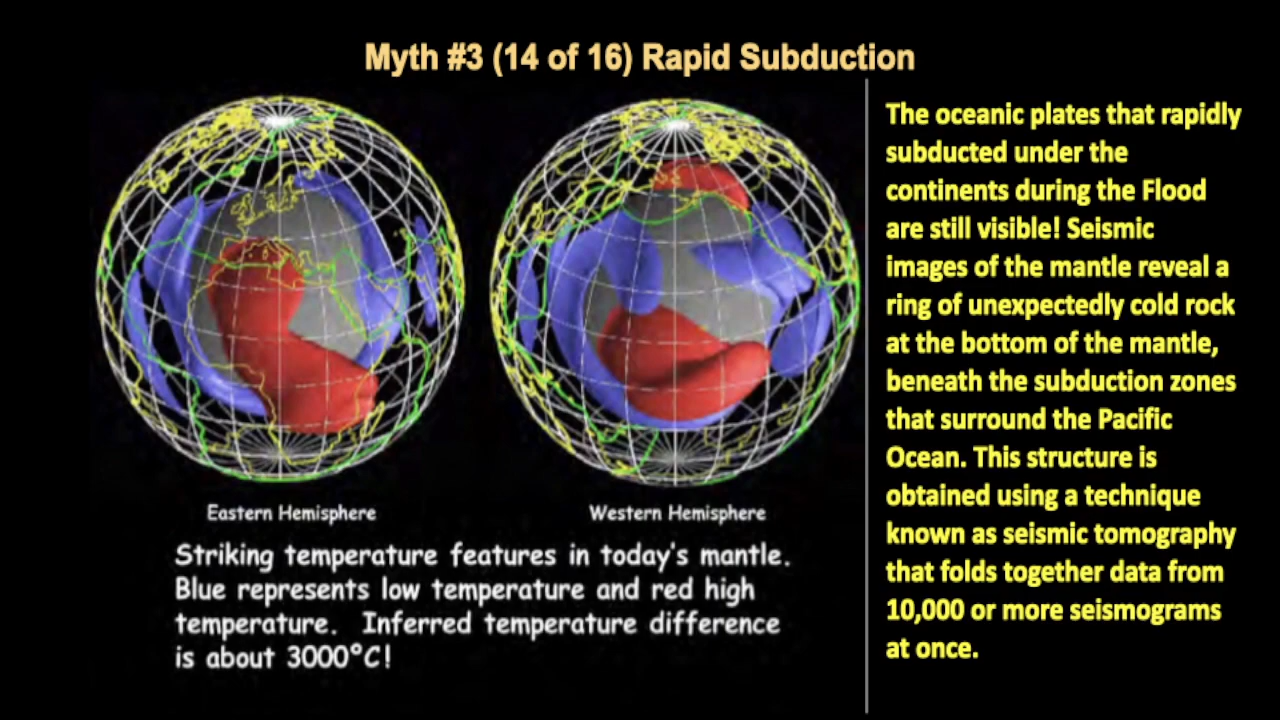 Myth #3 (14 of 16) Rapid Subduction
Eastern Hemisphere
Western Hemisphere
Striking temperature features in today's mantle.
Blue represents low temperature and red high
temperature. Inferred temperature difference
is about 3000°C!
The oceanic plates that rapidly
subducted under the
continents during the Flood
are still visible! Seismic
images of the mantle reveal a
ring of unexpectedly cold rock
at the bottom of the mantle,
beneath the subduction zones
that surround the Pacific
Ocean. This structure is
obtained using a technique
known as seismic tomography
that folds together data from
10,000 or more seismograms
at once.